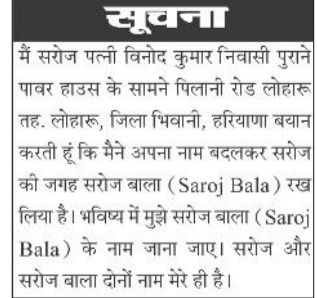 सूचना
मैं सरोज पत्नी विनोद कुमार निवासी पुराने
पावर हाउस के सामने पिलानी रोड लोहारू
तह. लोहारू, जिला भिवानी, हरियाणा बयान
करती हूं कि मैने अपना नाम बदलकर सरोज
की जगह सरोज बाला (Saroj Bala) रख
लिया है। भविष्य में मुझे सरोज बाला (Saroj
Bala) के नाम जाना जाए। सरोज और
सरोज बाला दोनों नाम मेरे ही है।